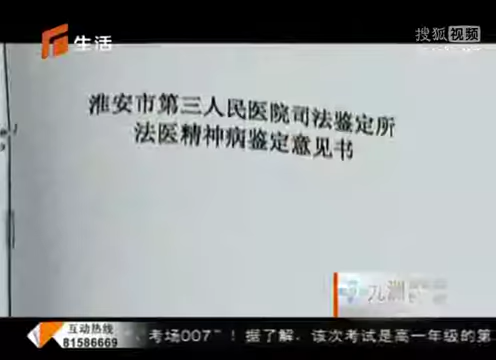 生活
搜狐视频
淮安市第三人民医院司法鉴定所
法医精神病鉴定意见书
互动热线
81586669
、考场007"！据了解，该次考试是高一年级的第